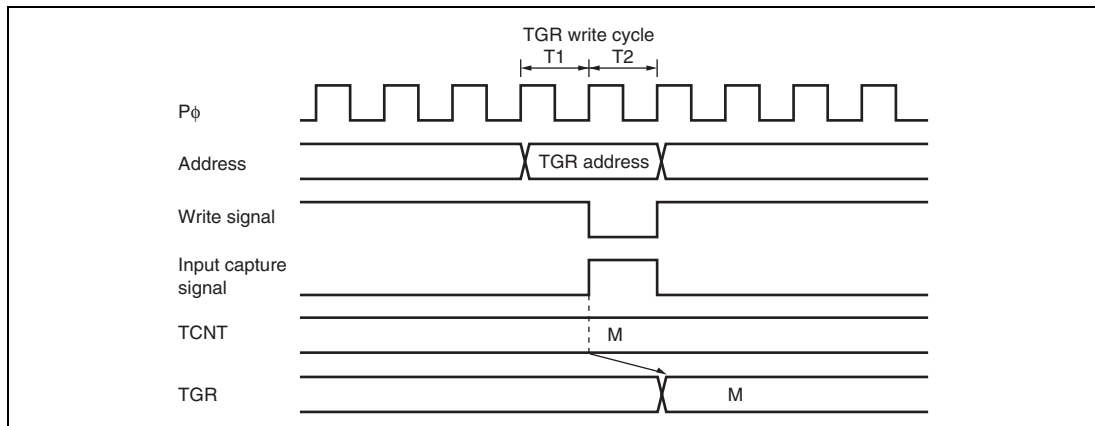 TGR write cycle
T1 T2
Pϕ
Address TGR address
Write signal
Input capture
signal
TCNT M
TGR M